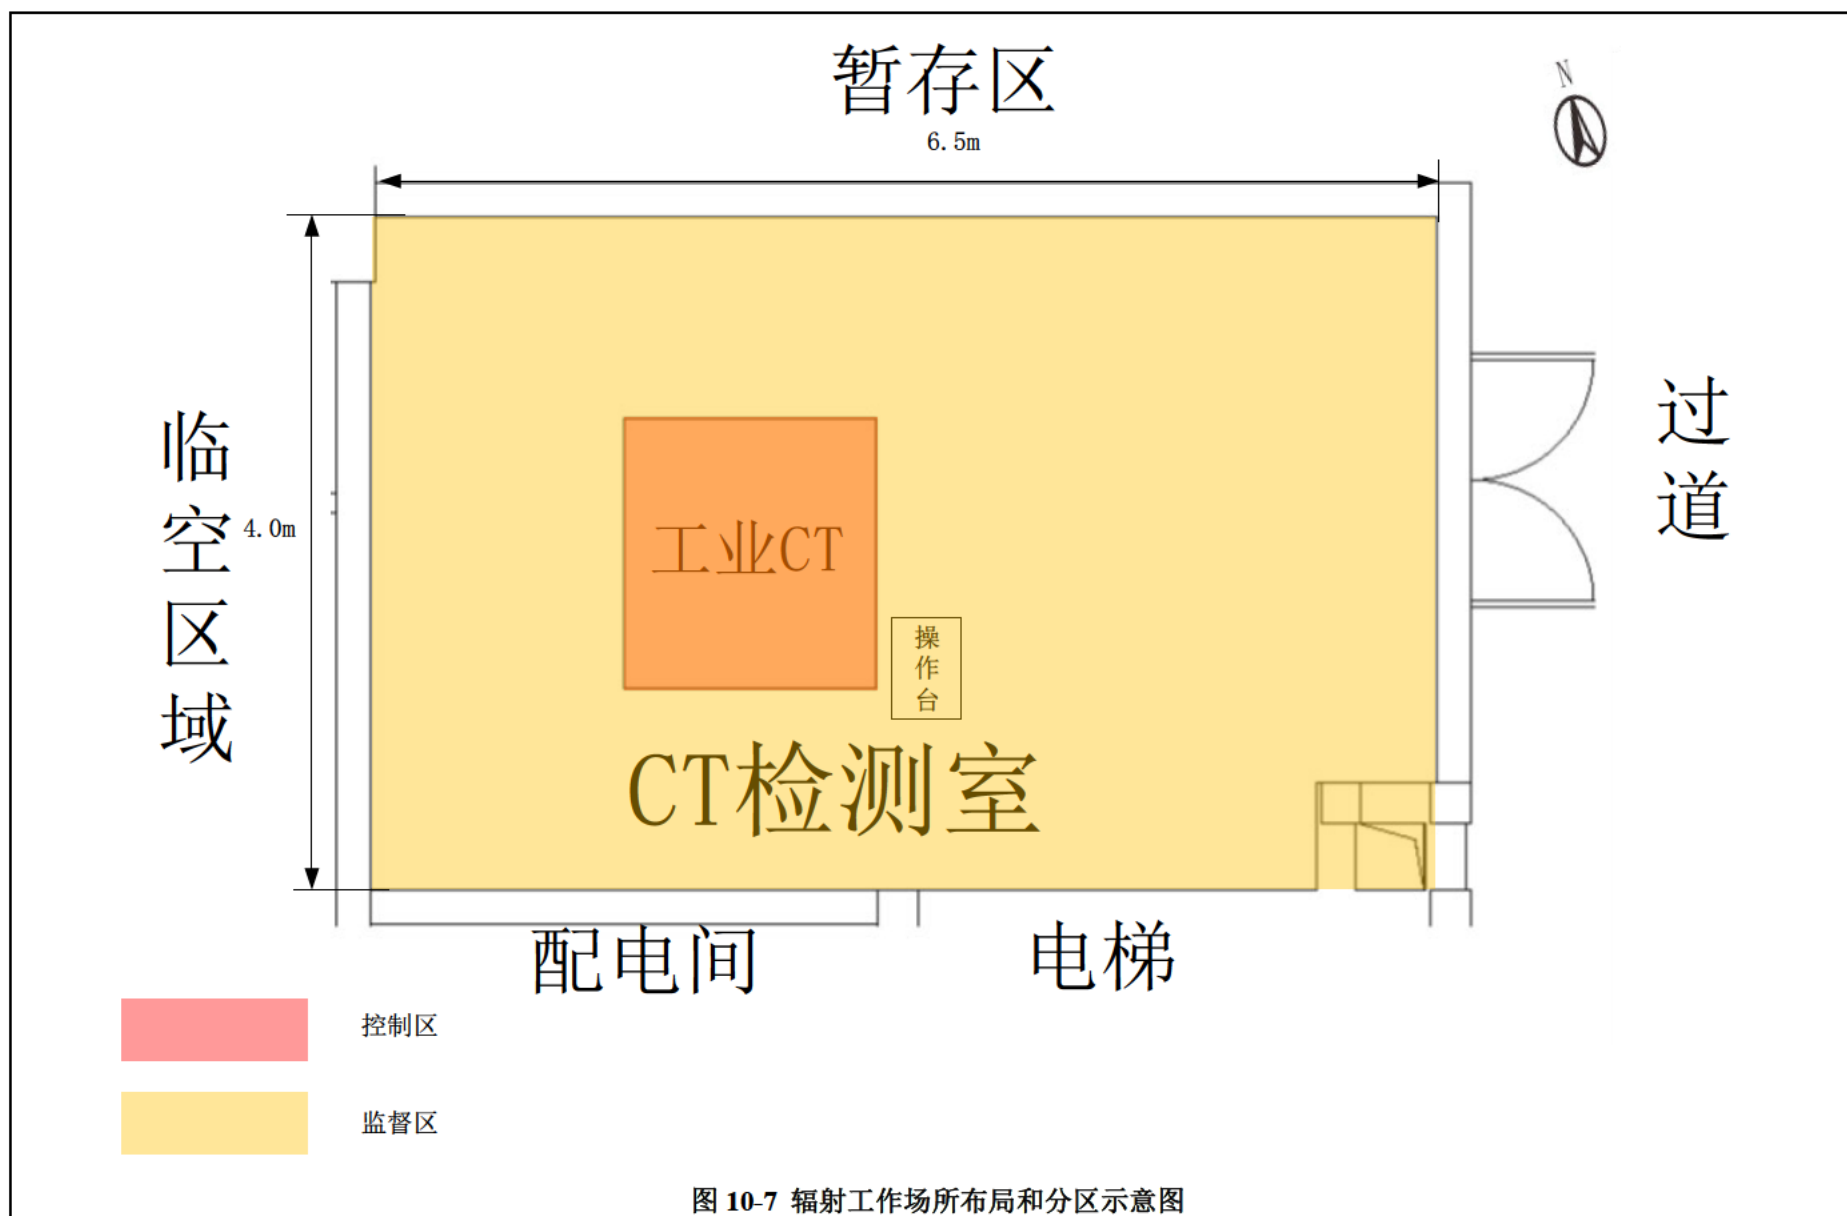 暂存区
N
6.5m
临空区域
4.0m
过道
工业CT
操作台
CT检测室
配电间
电梯
控制区
监督区
图 10-7 辐射工作场所布局和分区示意图